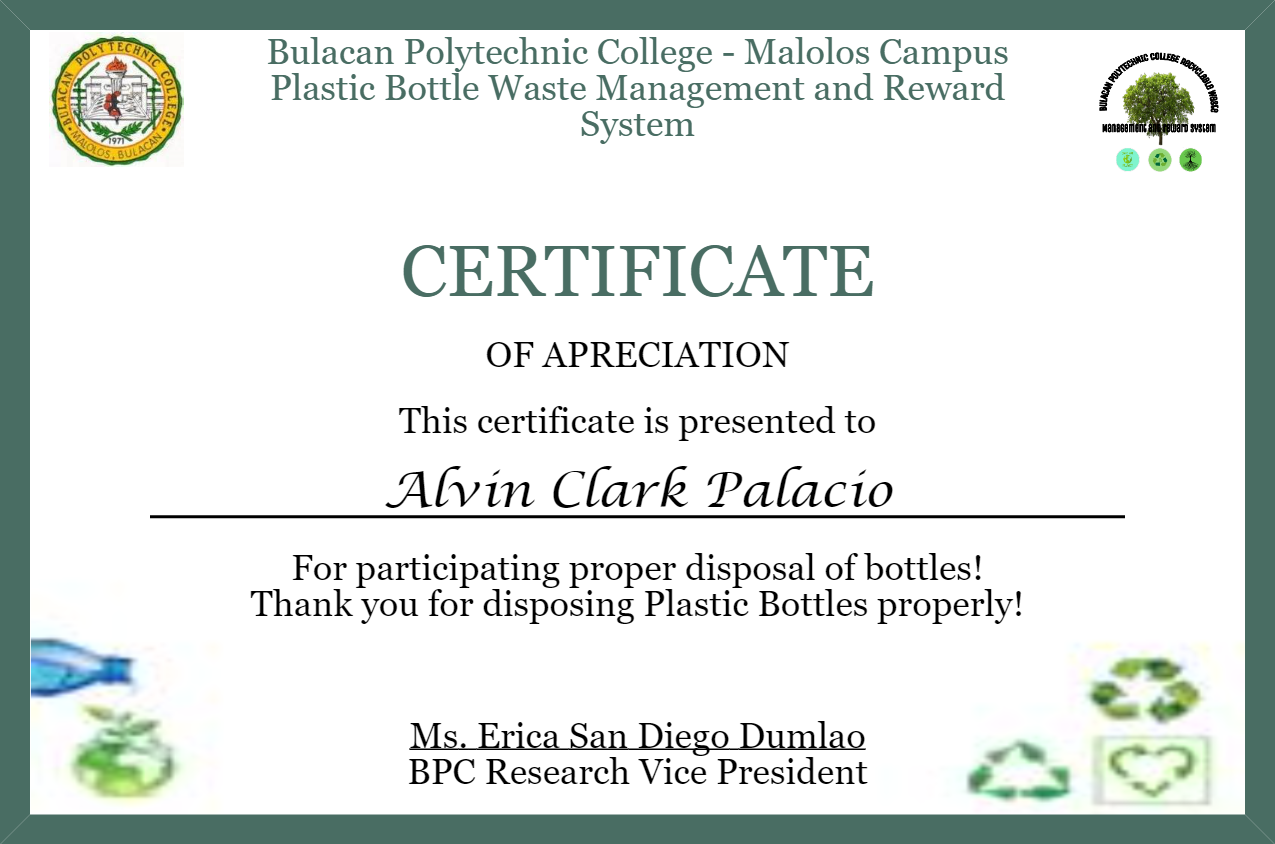 Bulacan Polytechnic College - Malolos Campus
Plastic Bottle Waste Management and Reward
System
BULACAN POLYTECHNIC COLLEGE
1971
MALOLOS, BULACAN
BULACAN POLYTECHNIC COLLEGE RECYCLABLE WASTE
Management and Reward System
CERTIFICATE
OF APRECIATION
This certificate is presented to
Alvin Clark Palacio
For participating proper disposal of bottles!
Thank you for disposing Plastic Bottles properly!
Ms. Erica San Diego Dumlao
BPC Research Vice President